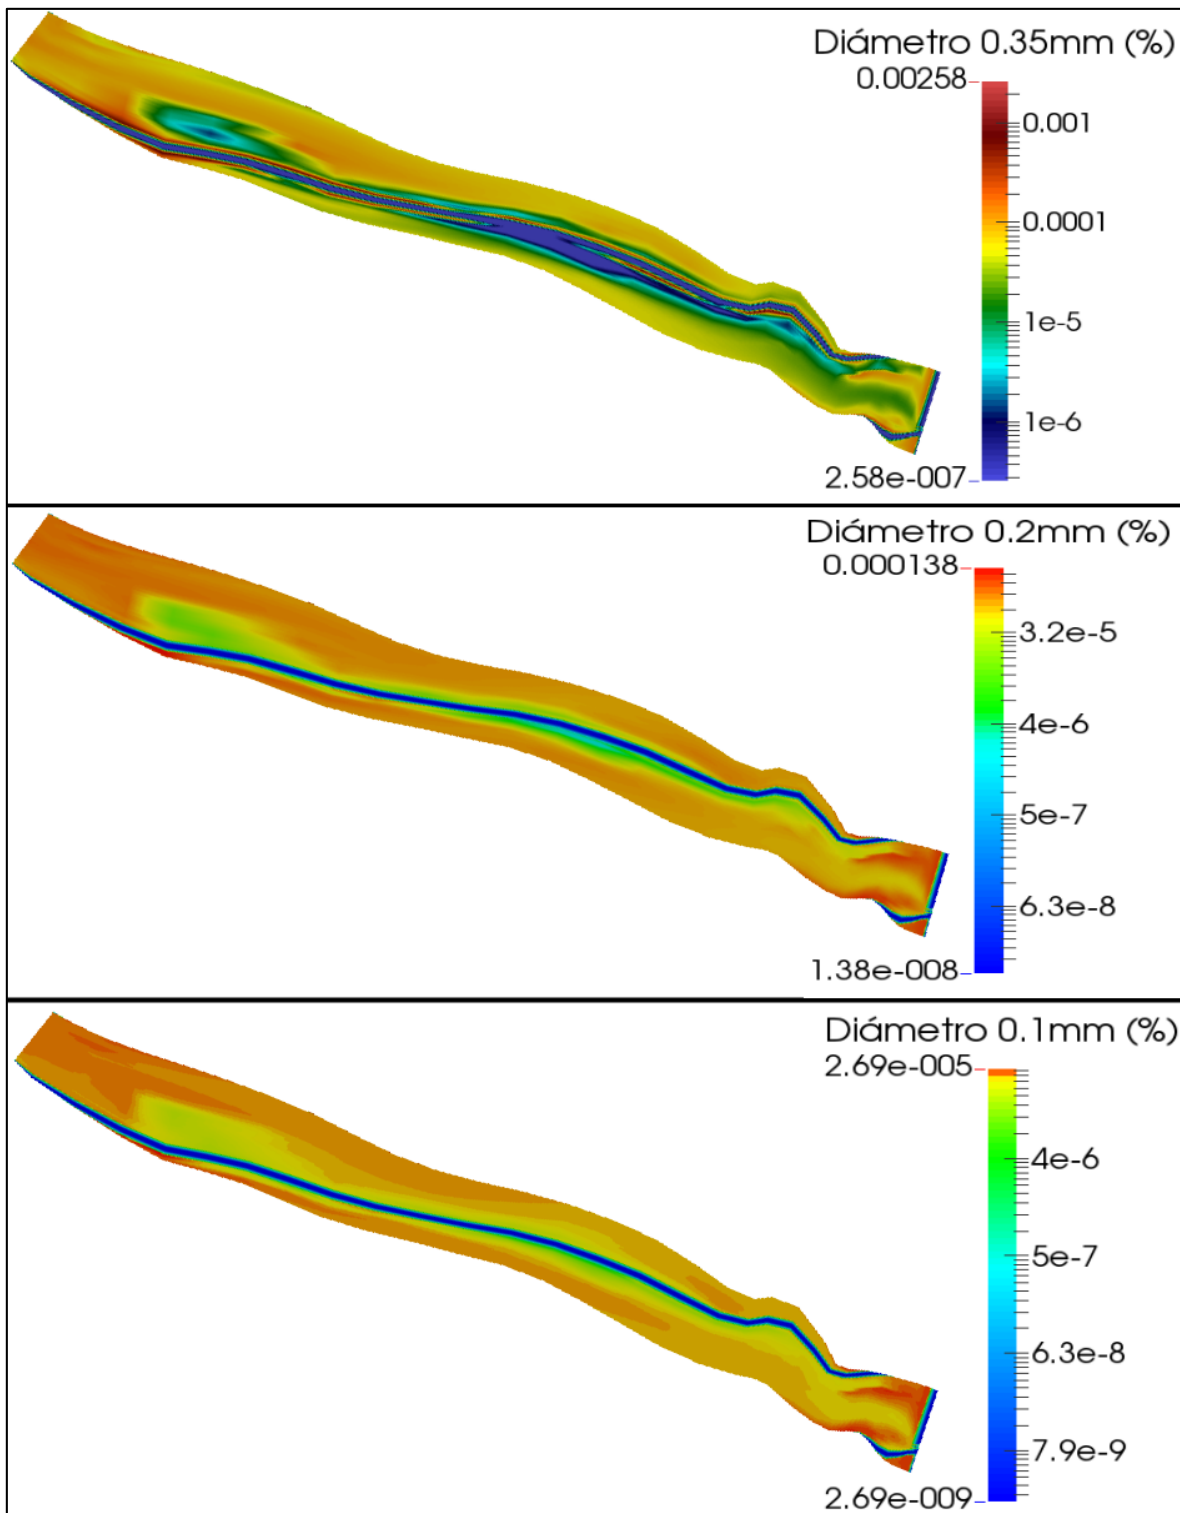 Diámetro 0.35mm (%)
0.00258
0.001
0.0001
1e-5
1e-6
2.58e-007
Diámetro 0.2mm (%)
0.000138
3.2e-5
4e-6
5e-7
6.3e-8
1.38e-008
Diámetro 0.1mm (%)
2.69e-005
4e-6
5e-7
6.3e-8
7.9e-9
2.69e-009